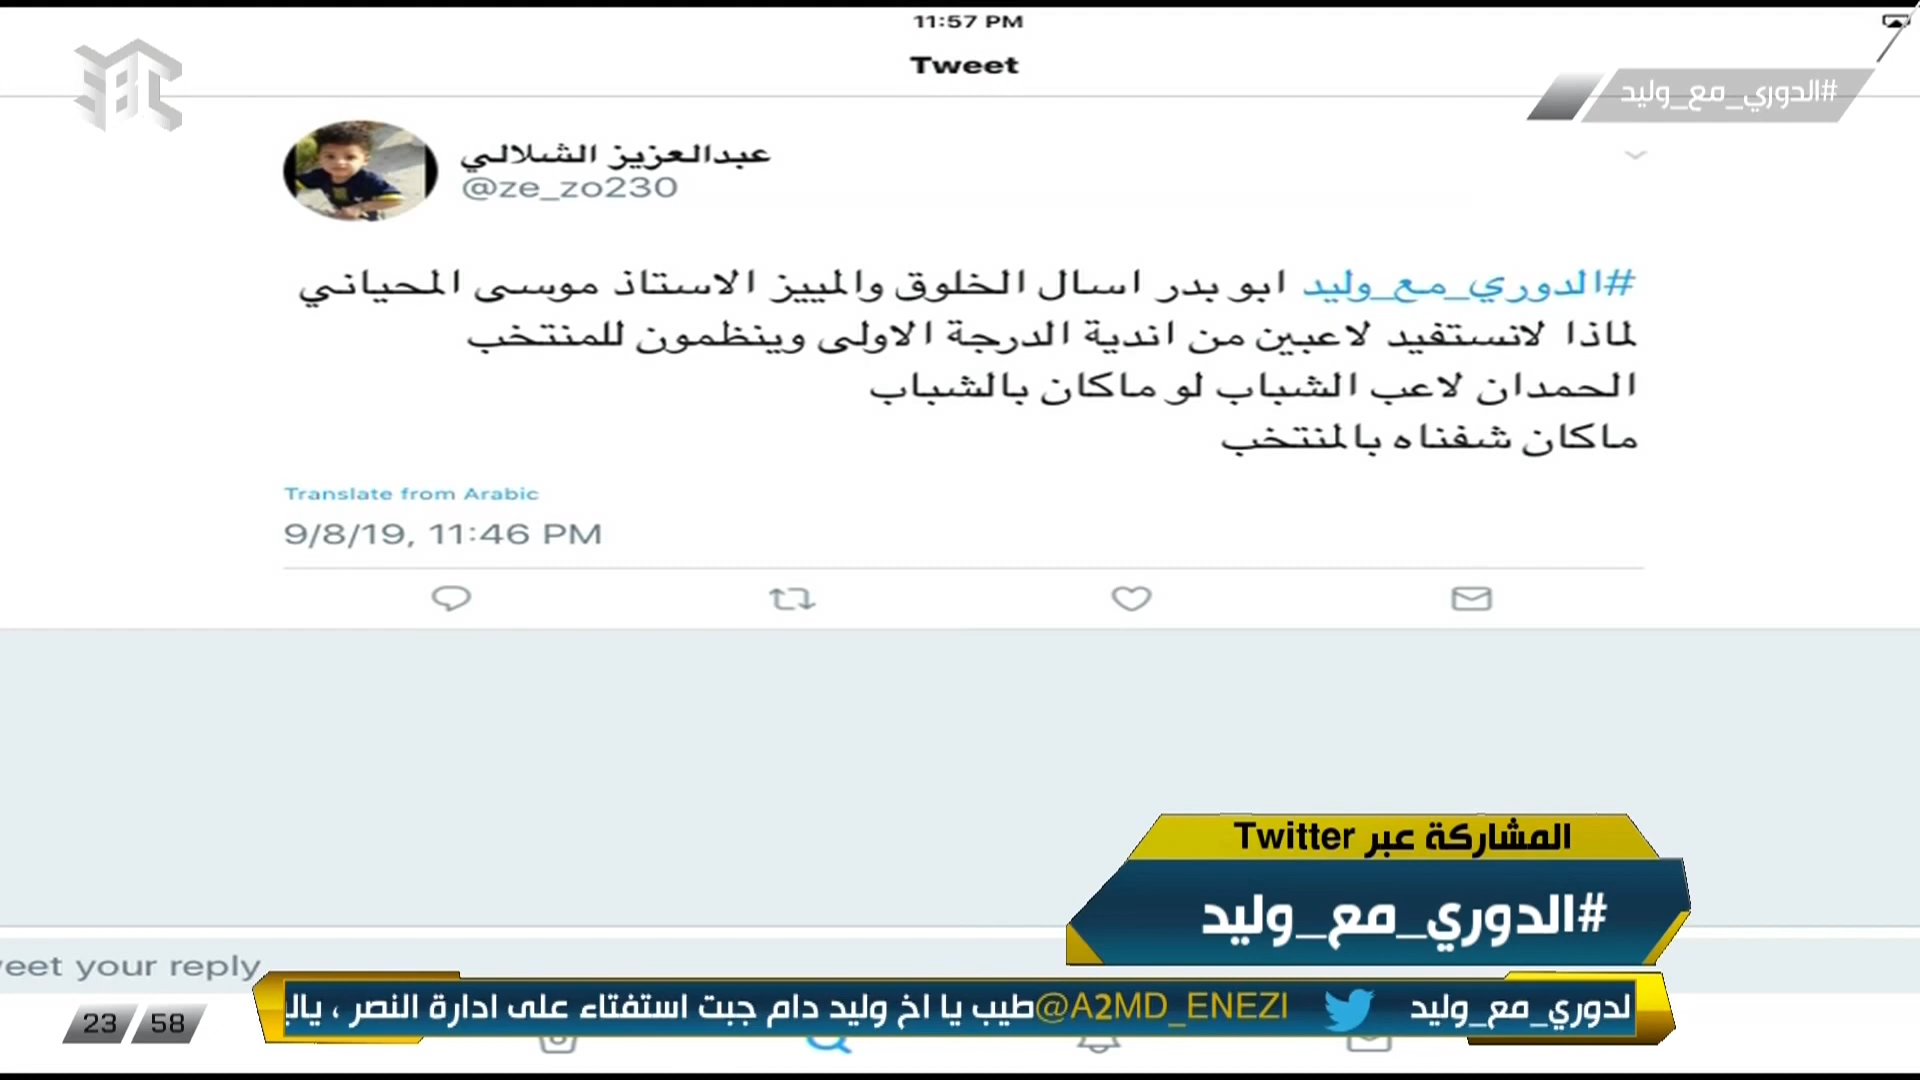 11:57 PM
Tweet
SBC
#الدوري_مع_وليد
عبدالعزيز الشلالي
@ze_zo230
#الدوري_مع_وليد ابو بدر اسال الخلوق والمييز الاستاذ موسى المحياني
لماذا لانستفيد لاعبين من اندية الدرجة الاولى وينظمون للمنتخب
الحمدان لاعب الشباب لو ماكان بالشباب
ماكان شفناه بالمنتخب
Translate from Arabic
9/8/19, 11:46 PM
المشاركة عبر Twitter
#الدوري_مع_وليد
eet your reply
لدوري_مع_وليد @A2MD_ENEZI طيب يا اخ وليد دام جبت استفتاء على ادارة النصر ، يال
23 58